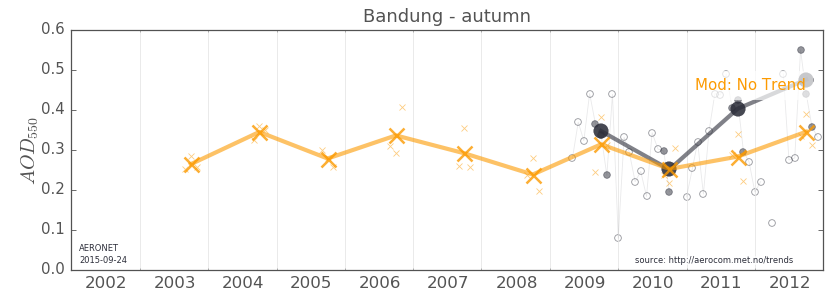 Bandung - autumn
0.6
0.5
0.4
0.3
0.2
0.1
0.0
AOD550
Mod: No Trend
AERONET
2015-09-24
source: http://aerocom.met.no/trends
2002 2003 2004 2005 2006 2007 2008 2009 2010 2011 2012